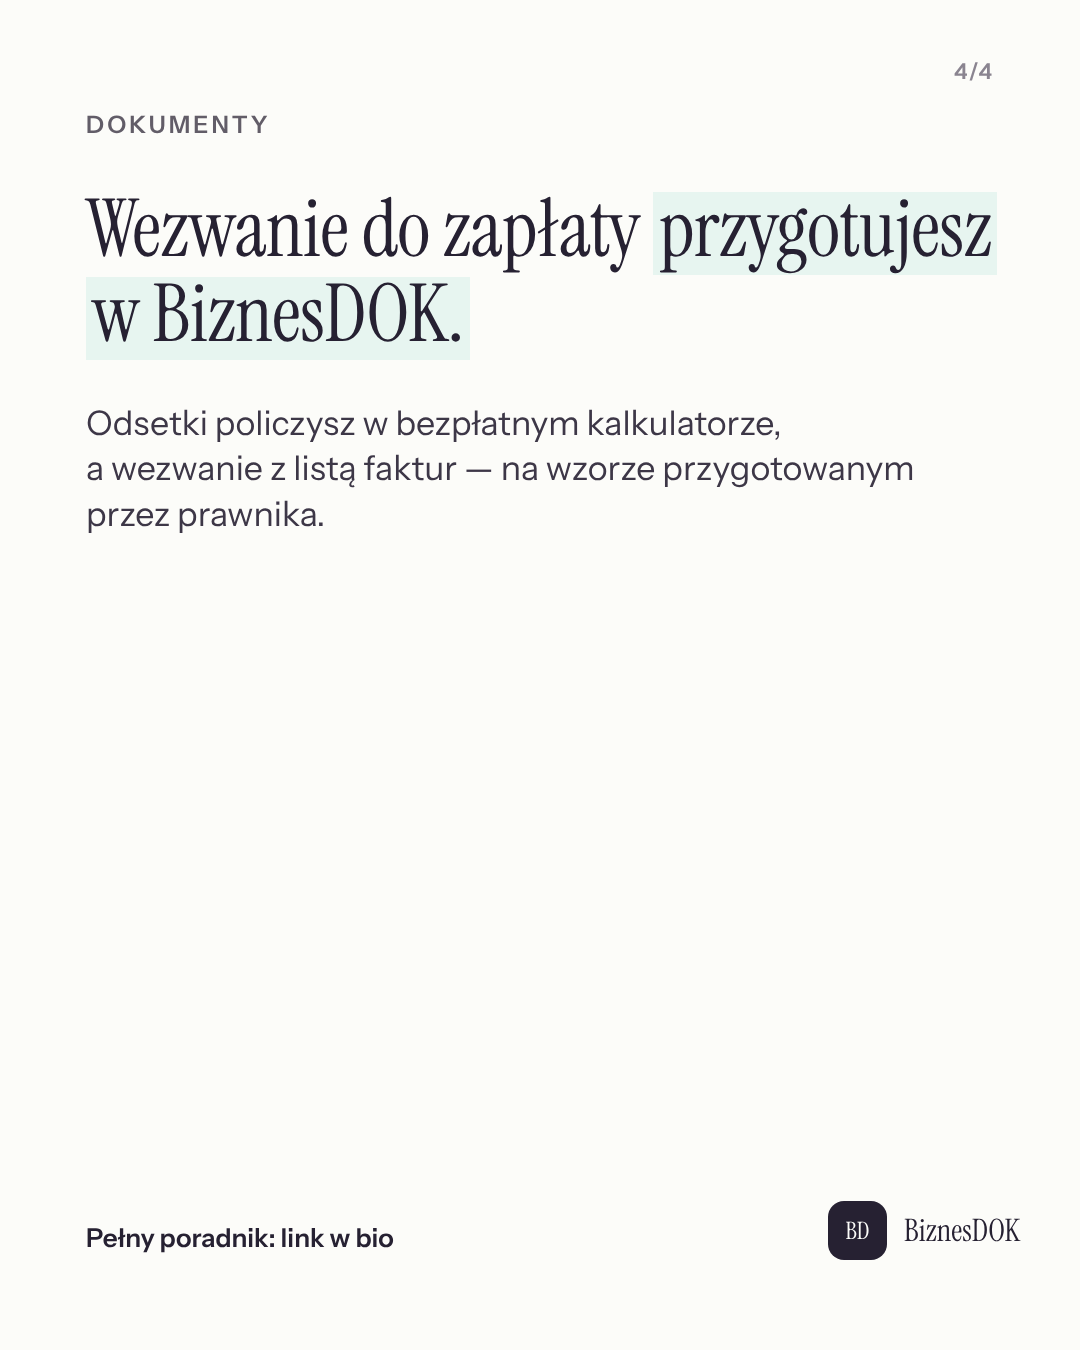 4/4
DOKUMENTY
Wezwanie do zapłaty przygotujesz
w BiznesDOK.
Odsetki policzysz w bezpłatnym kalkulatorze,
a wezwanie z listą faktur — na wzorze przygotowanym
przez prawnika.
Pełny poradnik: link w bio
BD BiznesDOK